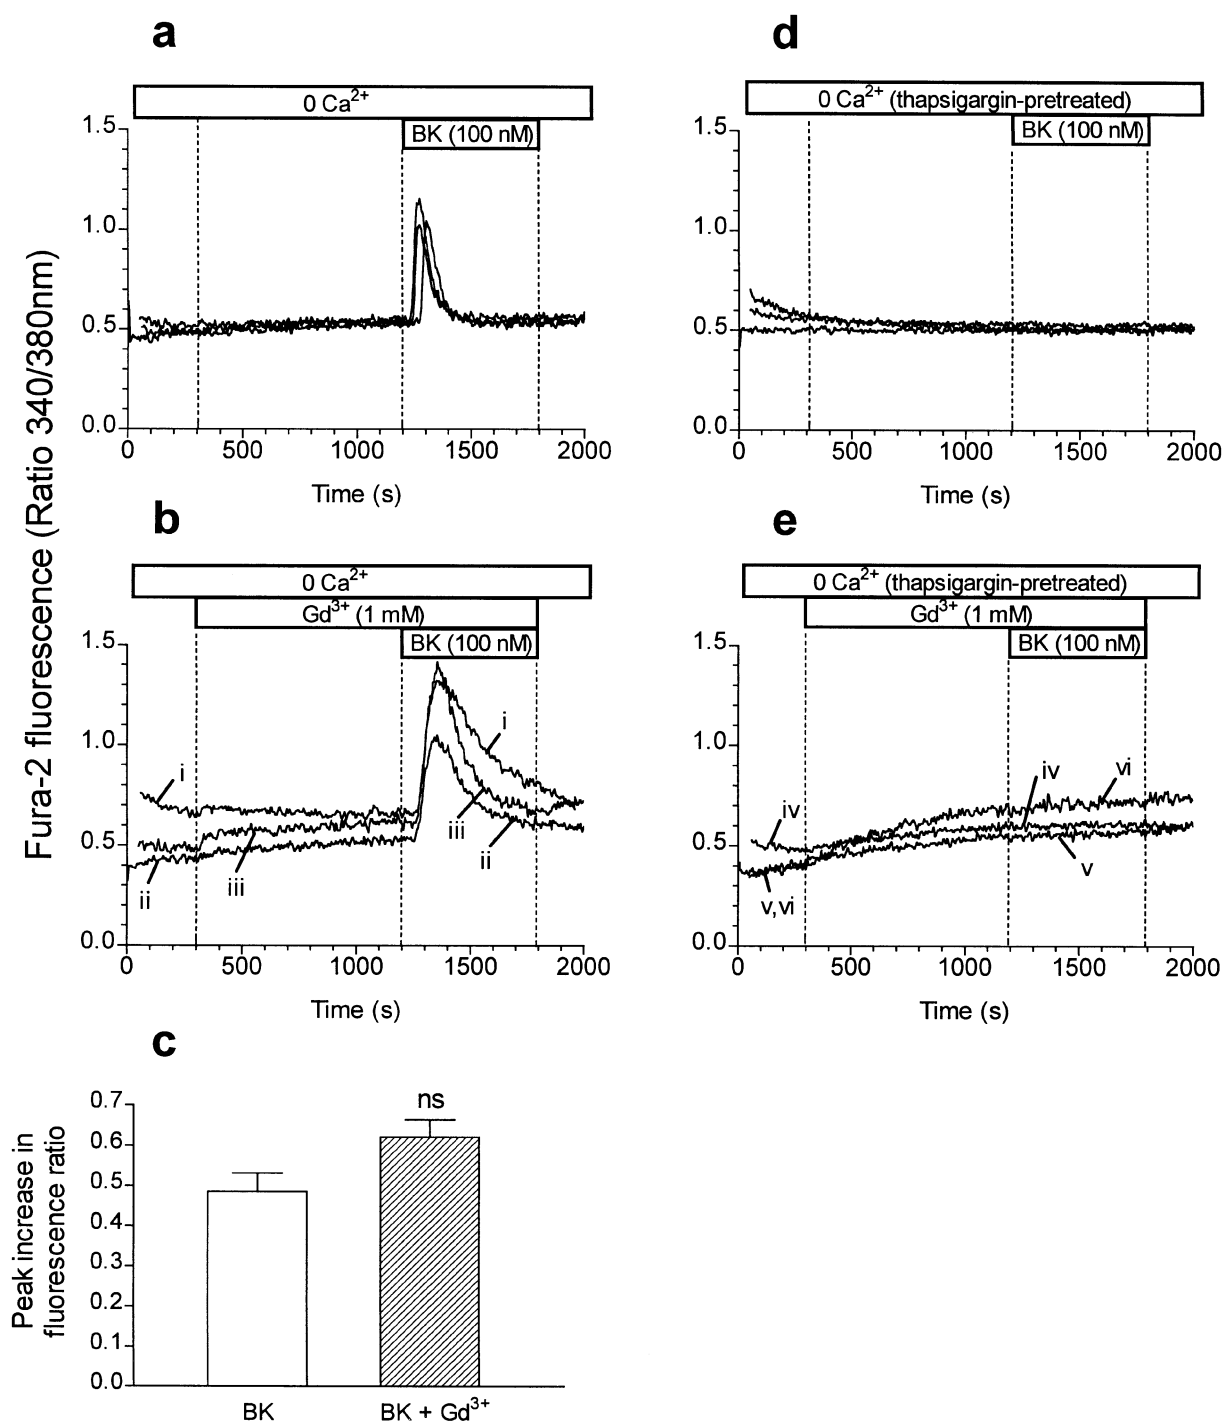 a
0 Ca2+
BK (100 nM)
1.5
1.0
0.5
0.0
0 500 1000 1500 2000
Time (s)
d
0 Ca2+ (thapsigargin-pretreated)
BK (100 nM)
1.5
1.0
0.5
0.0
0 500 1000 1500 2000
Time (s)
Fura-2 fluorescence (Ratio 340/380nm)
b
0 Ca2+
Gd3+ (1 mM)
BK (100 nM)
1.5
1.0
0.5
0.0
i
i
iii
ii
ii
iii
0 500 1000 1500 2000
Time (s)
e
0 Ca2+ (thapsigargin-pretreated)
Gd3+ (1 mM)
BK (100 nM)
1.5
1.0
0.5
0.0
iv
iv
vi
v
v,vi
0 500 1000 1500 2000
Time (s)
c
Peak increase in
fluorescence ratio
0.7
0.6
0.5
0.4
0.3
0.2
0.1
0.0
ns
BK
BK + Gd3+